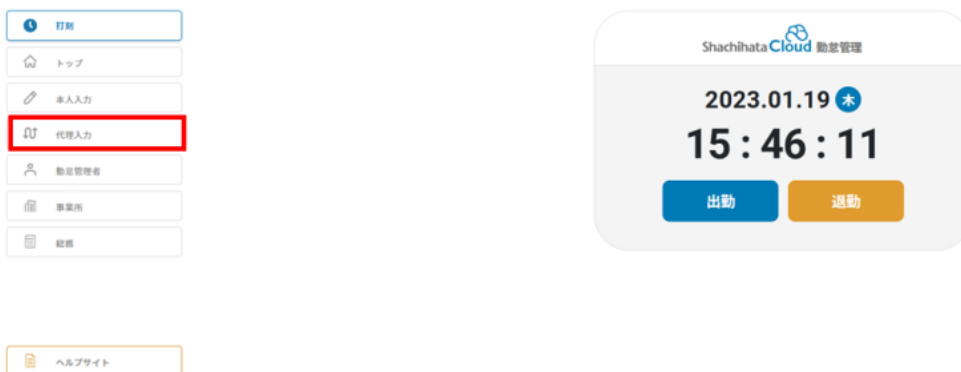 打刻
トップ
本人入力
代理入力
勤怠管理者
事業所
総務
ヘルプサイト
Shachihata Cloud 勤怠管理
2023.01.19 木
15 : 46 : 11
出勤
退勤